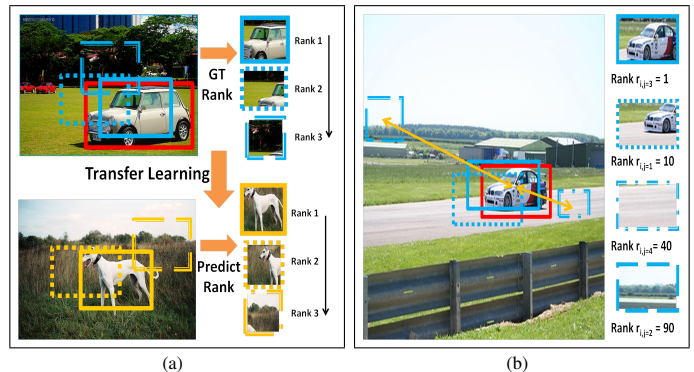 Rank 1
GT
Rank
Rank 2
Rank 3
Transfer Learning
Rank 1
Predict
Rank
Rank 2
Rank 3
(a)
Rank r i,j=3 = 1
Rank r i,j=1 = 10
Rank r i,j=4 = 40
Rank r i,j=2 = 90
(b)